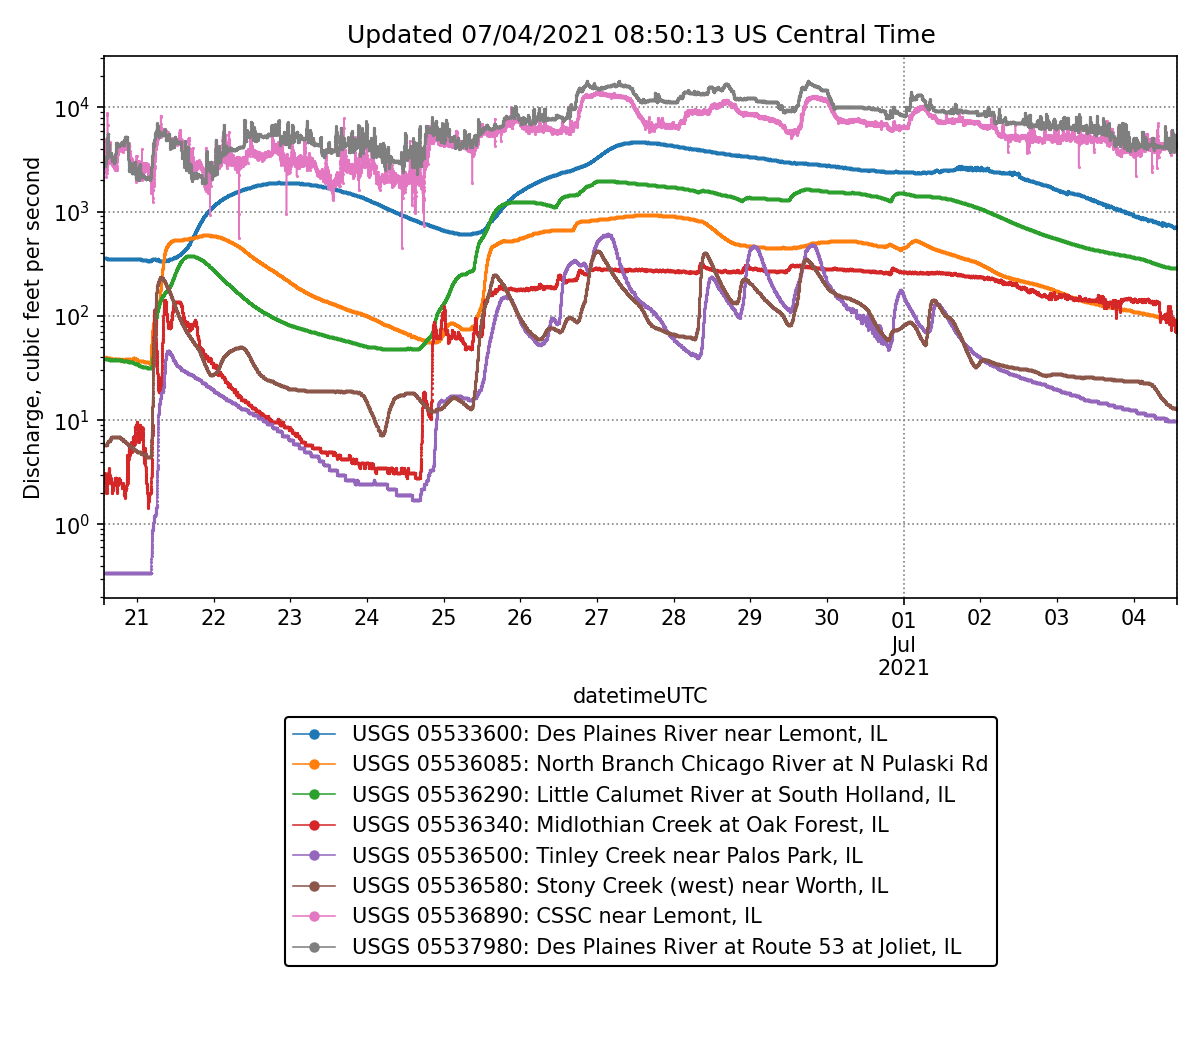 Updated 07/04/2021 08:50:13 US Central Time
Discharge, cubic feet per second
10⁴
10³
10²
10¹
10⁰
21 22 23 24 25 26 27 28 29 30 01 02 03 04
Jul
2021
datetimeUTC
USGS 05533600: Des Plaines River near Lemont, IL
USGS 05536085: North Branch Chicago River at N Pulaski Rd
USGS 05536290: Little Calumet River at South Holland, IL
USGS 05536340: Midlothian Creek at Oak Forest, IL
USGS 05536500: Tinley Creek near Palos Park, IL
USGS 05536580: Stony Creek (west) near Worth, IL
USGS 05536890: CSSC near Lemont, IL
USGS 05537980: Des Plaines River at Route 53 at Joliet, IL